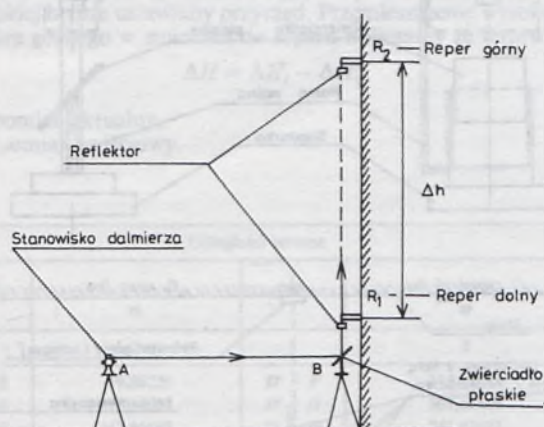 R2 — Reper górny
Reflektor
Δh
Stanowisko dalmierza
R1 — Reper dolny
A
B
Zwierciadło
płaskie